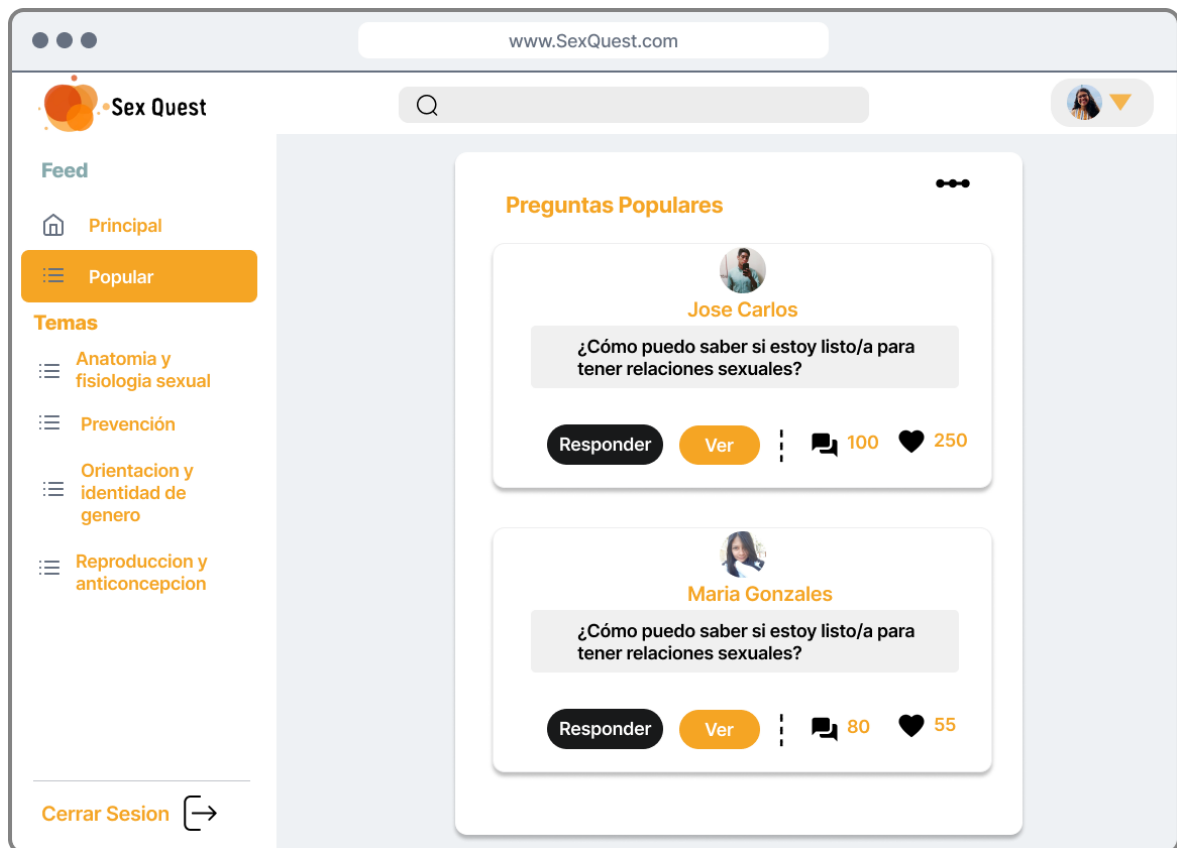 www.SexQuest.com
Sex Quest
Feed
Principal
Popular
Temas
Anatomia y
fisiologia sexual
Prevención
Orientacion y
identidad de
genero
Reproduccion y
anticoncepcion
Cerrar Sesion
Preguntas Populares
Jose Carlos
¿Cómo puedo saber si estoy listo/a para
tener relaciones sexuales?
Responder Ver 100 250
Maria Gonzales
¿Cómo puedo saber si estoy listo/a para
tener relaciones sexuales?
Responder Ver 80 55